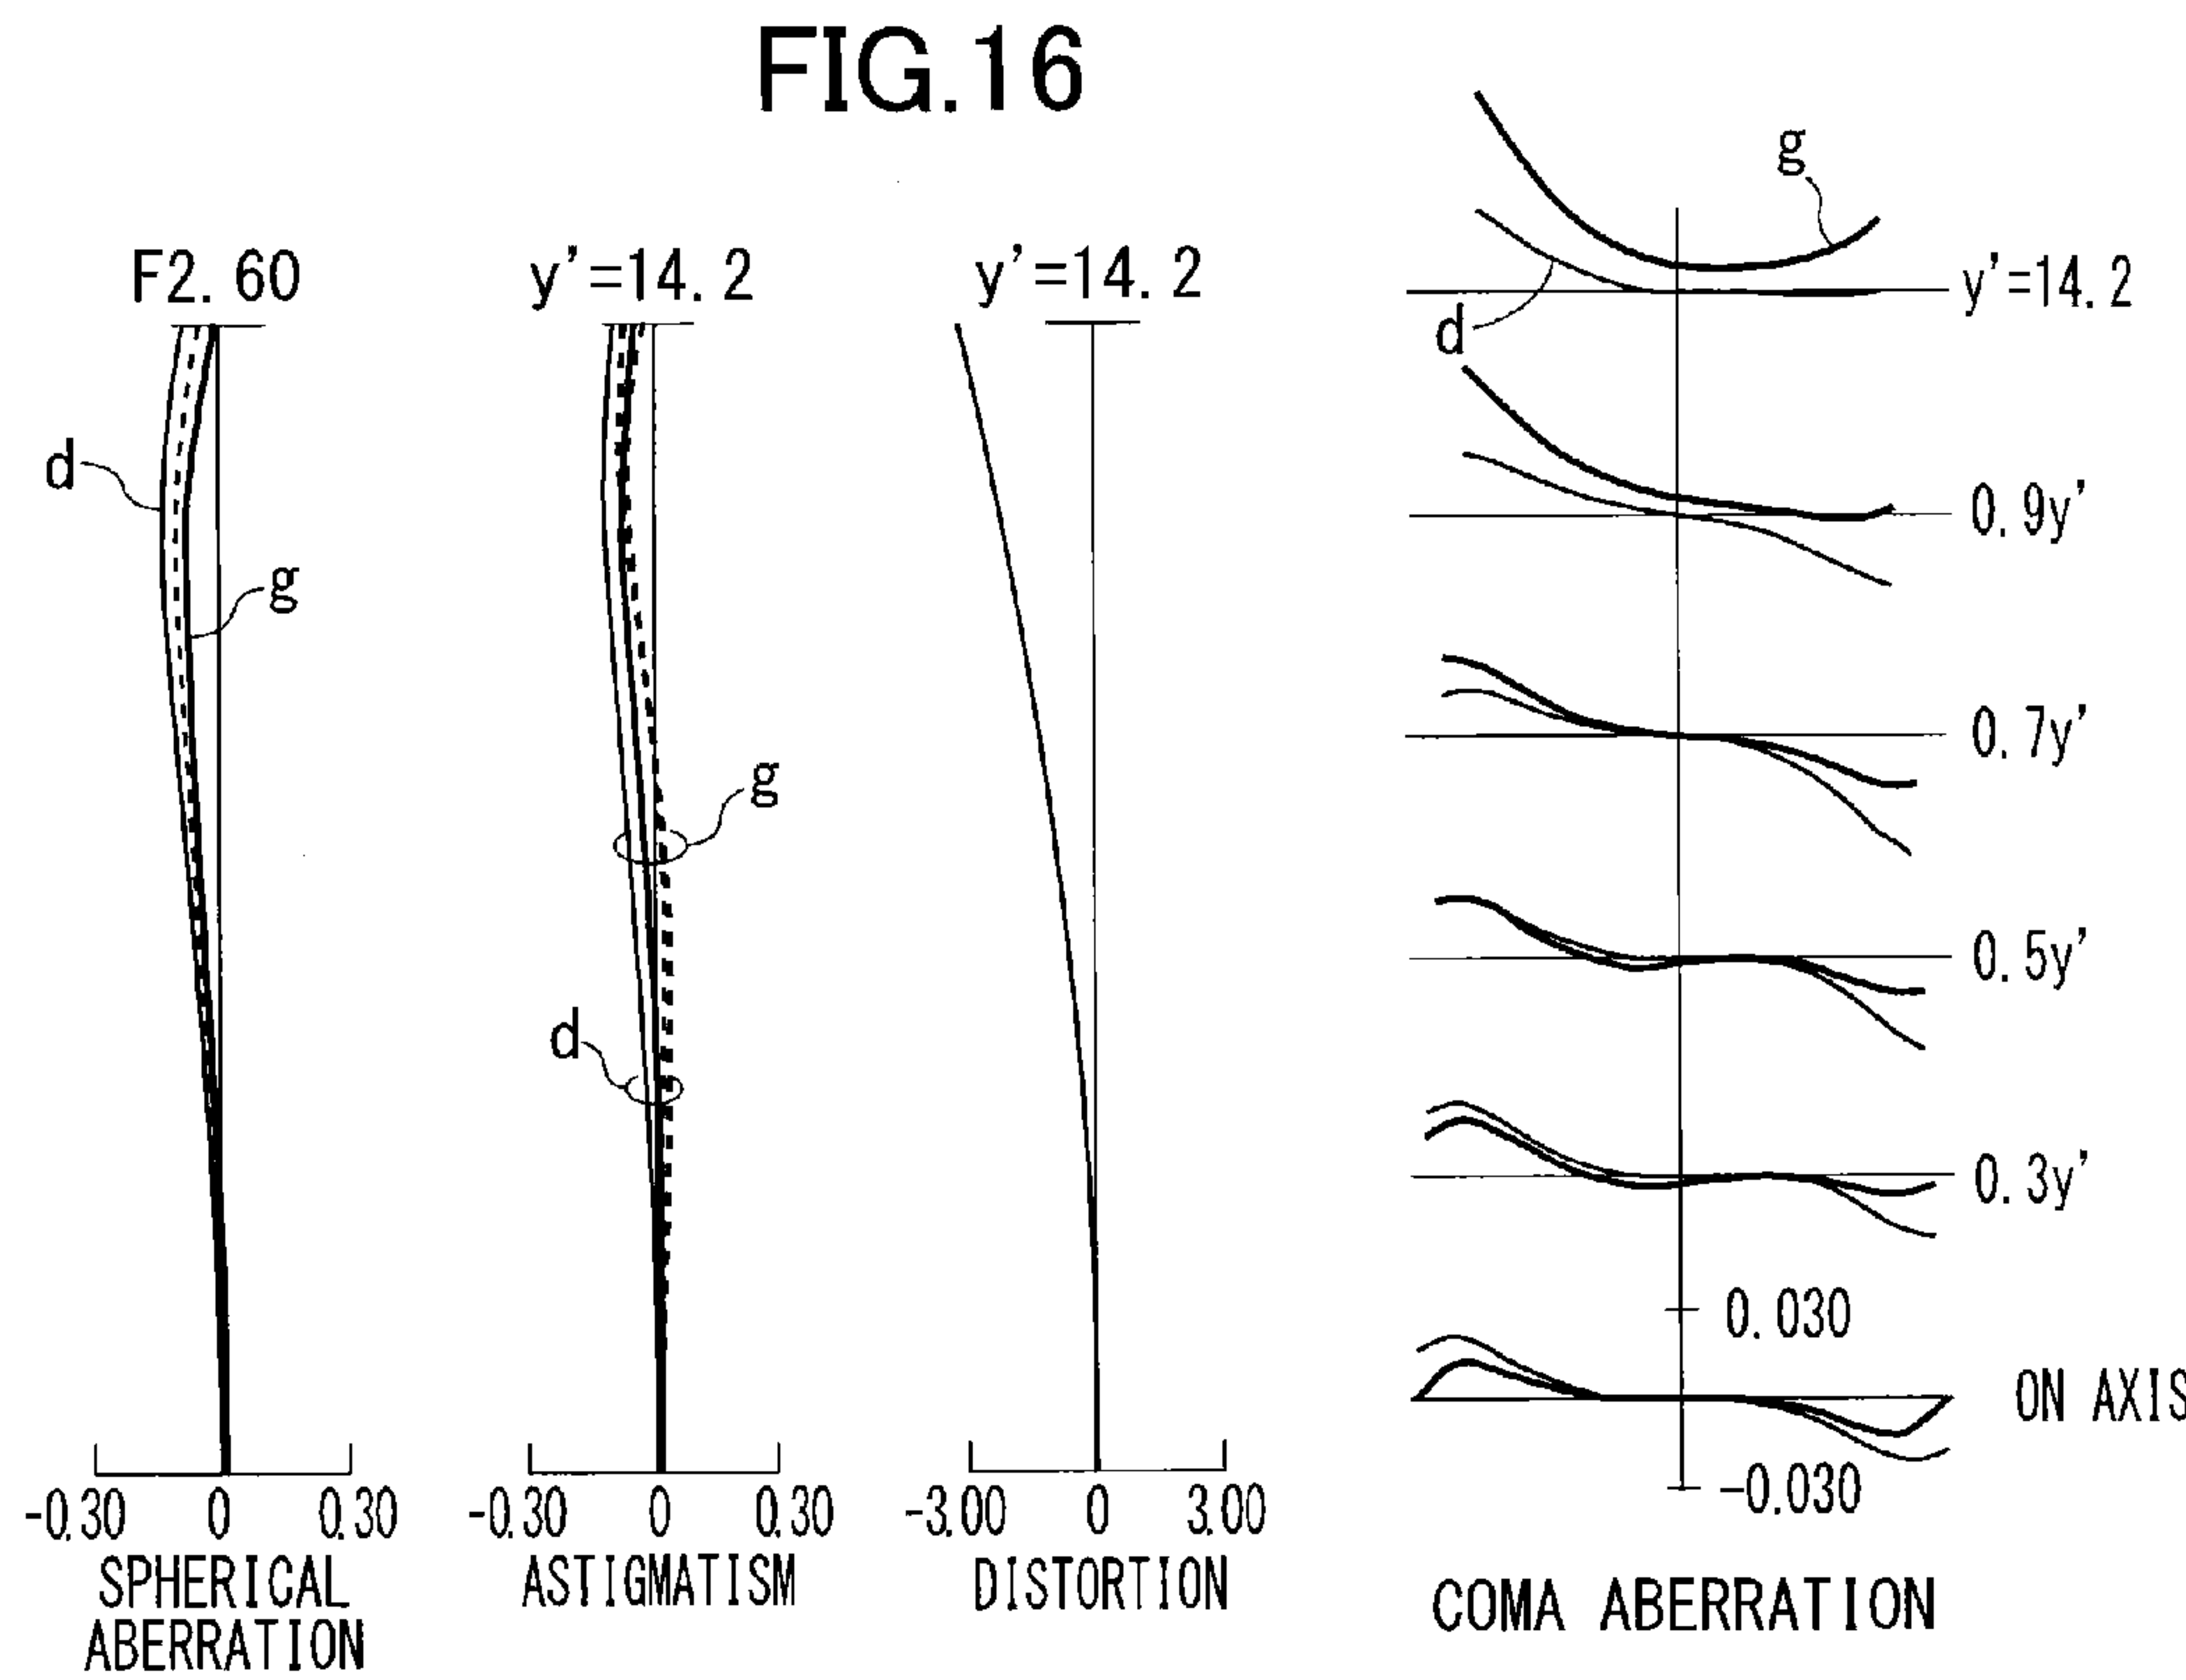 FIG.16
F2.60
d
g
-0.30 0 0.30
SPHERICAL
ABERRATION
y'=14.2
g
d
-0.30 0 0.30
ASTIGMATISM
y'=14.2
-3.00 0 3.00
DISTORTION
g
d
y'=14.2
0.9y'
0.7y'
0.5y'
0.3y'
0.030
ON AXIS
-0.030
COMA ABERRATION